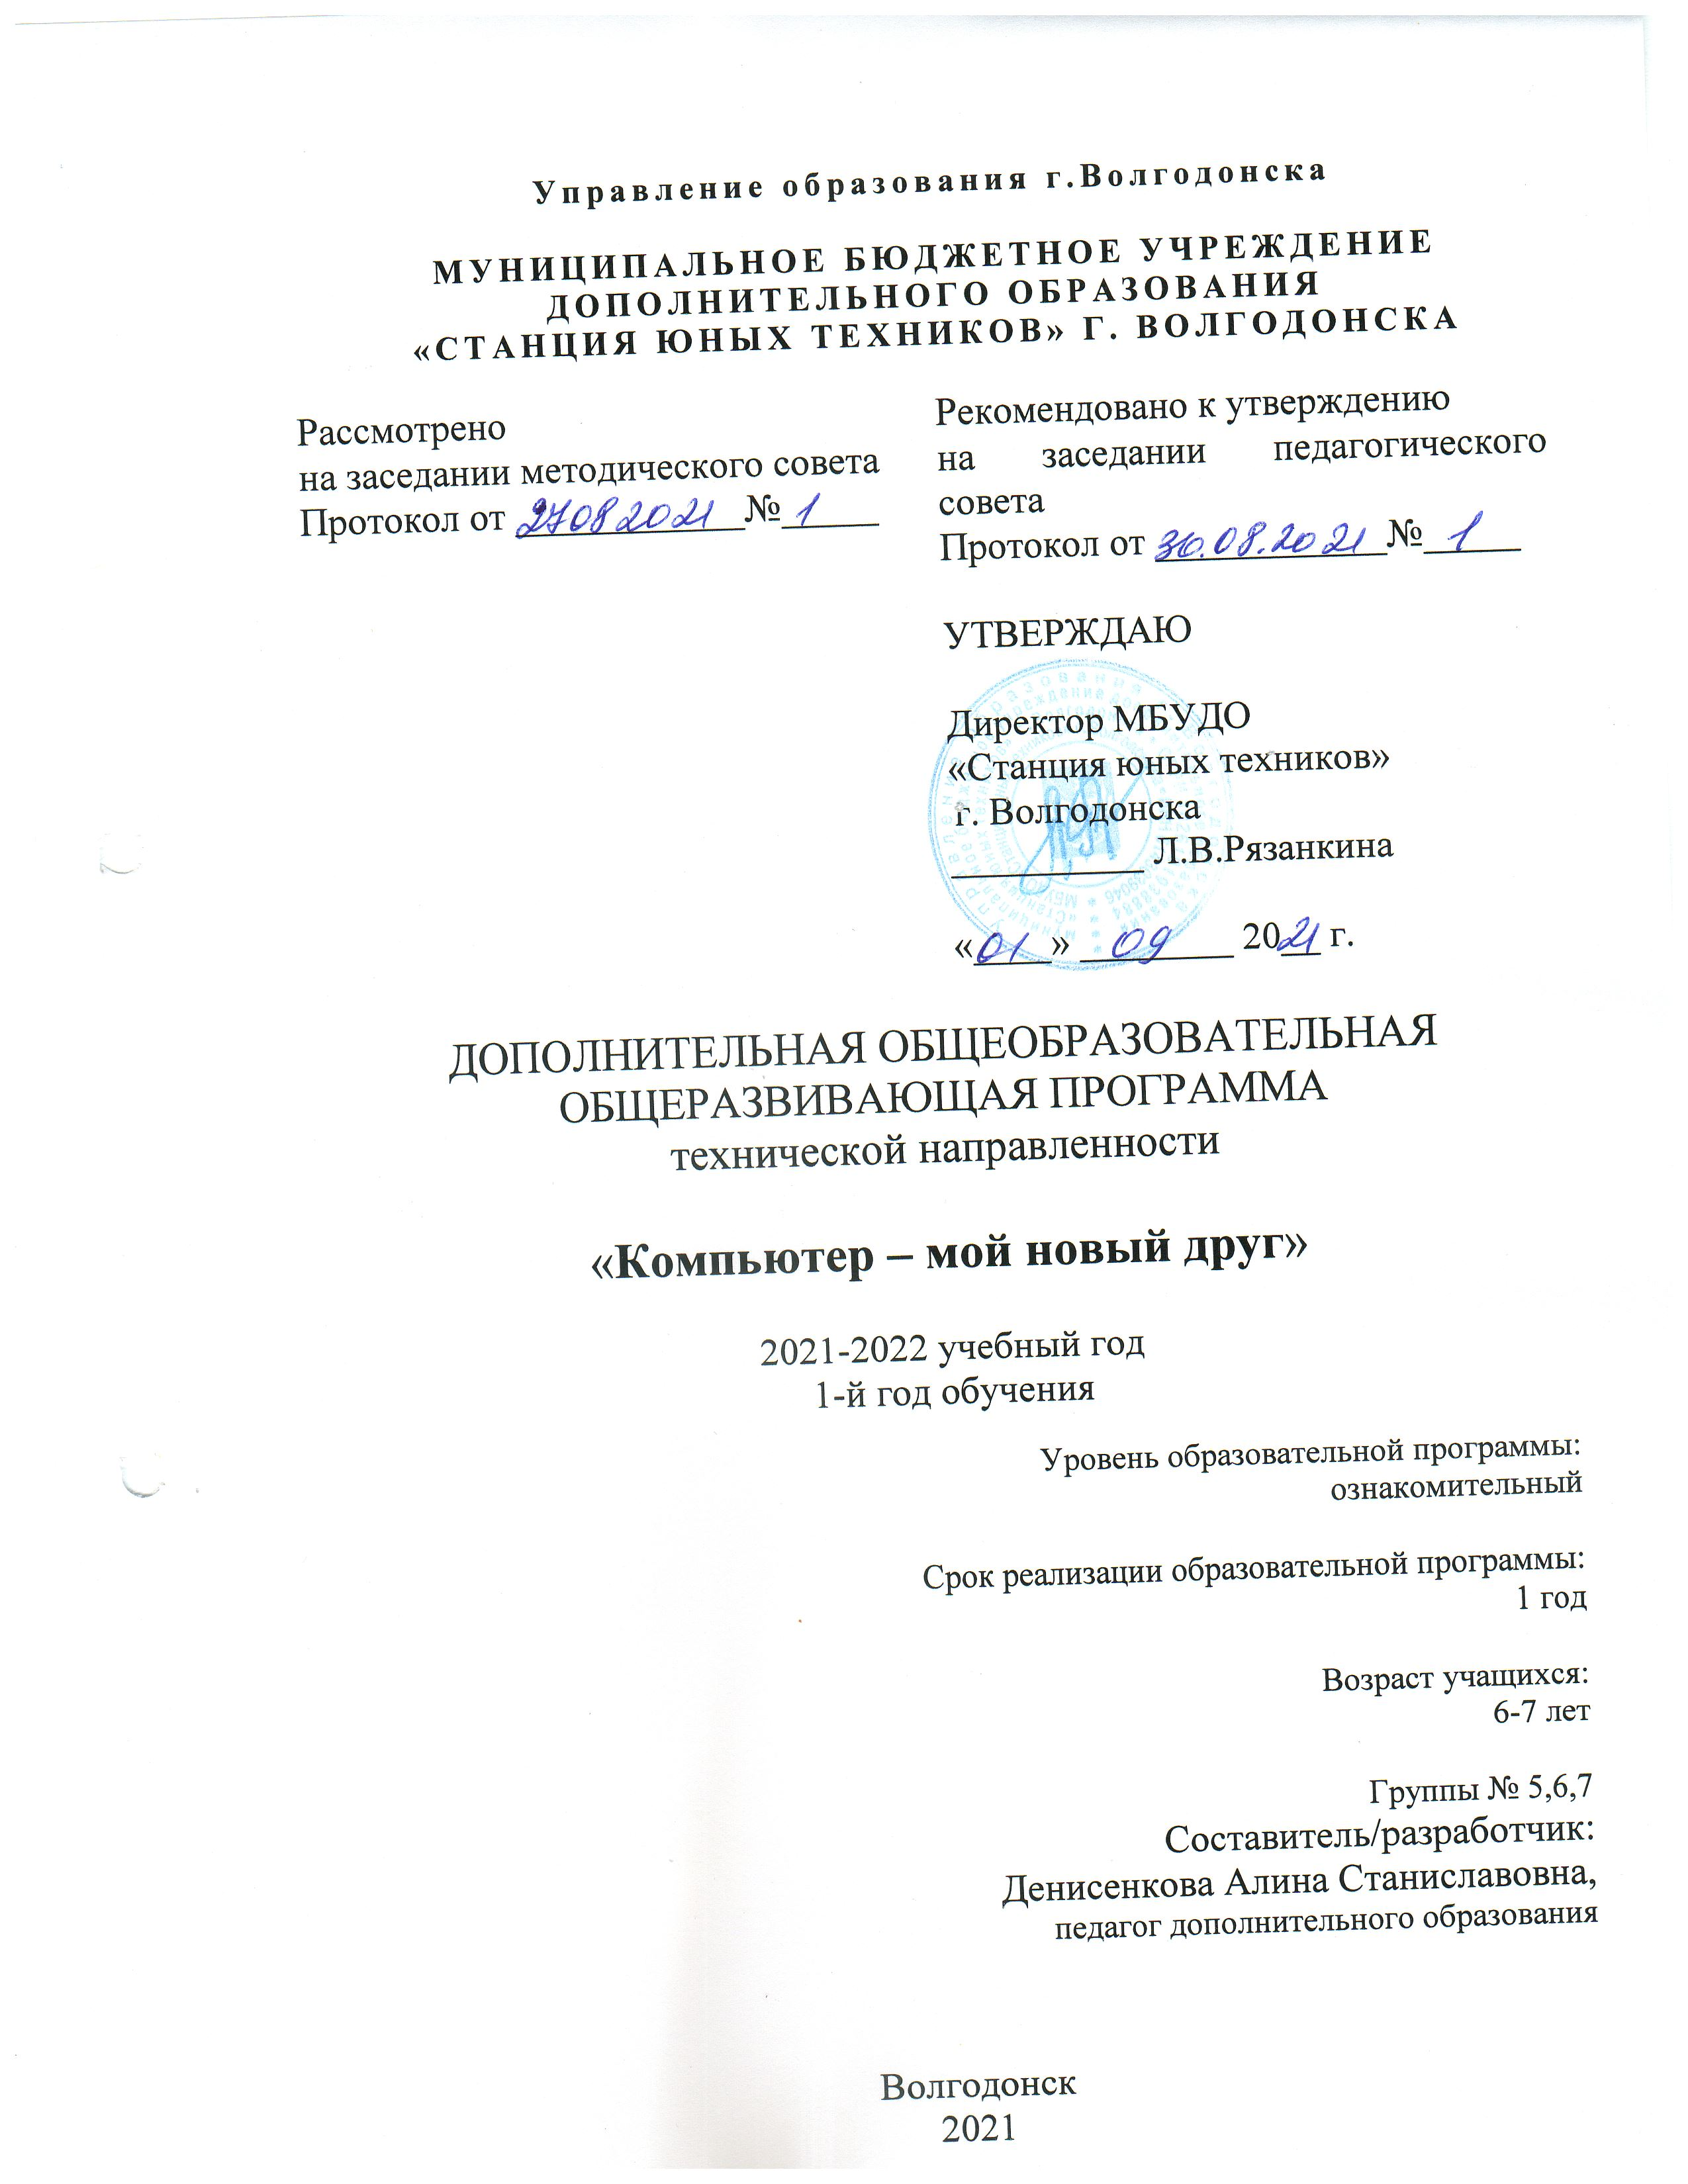 Управление образования г.Волгодонска
МУНИЦИПАЛЬНОЕ БЮДЖЕТНОЕ УЧРЕЖДЕНИЕ
ДОПОЛНИТЕЛЬНОГО ОБРАЗОВАНИЯ
«СТАНЦИЯ ЮНЫХ ТЕХНИКОВ» Г. ВОЛГОДОНСКА
Рассмотрено
на заседании методического совета
Протокол от 27 08 2021 № 1
Рекомендовано к утверждению
на заседании педагогического
совета
Протокол от 30.08.2021 № 1
УТВЕРЖДАЮ
Директор МБУДО
«Станция юных техников»
г. Волгодонска
Л.В.Рязанкина
«01» 09 2021 г.
ДОПОЛНИТЕЛЬНАЯ ОБЩЕОБРАЗОВАТЕЛЬНАЯ
ОБЩЕРАЗВИВАЮЩАЯ ПРОГРАММА
технической направленности
«Компьютер – мой новый друг»
2021-2022 учебный год
1-й год обучения
Уровень образовательной программы:
ознакомительный
Срок реализации образовательной программы:
1 год
Возраст учащихся:
6-7 лет
Группы № 5,6,7
Составитель/разработчик:
Денисенкова Алина Станиславовна,
педагог дополнительного образования
Волгодонск
2021